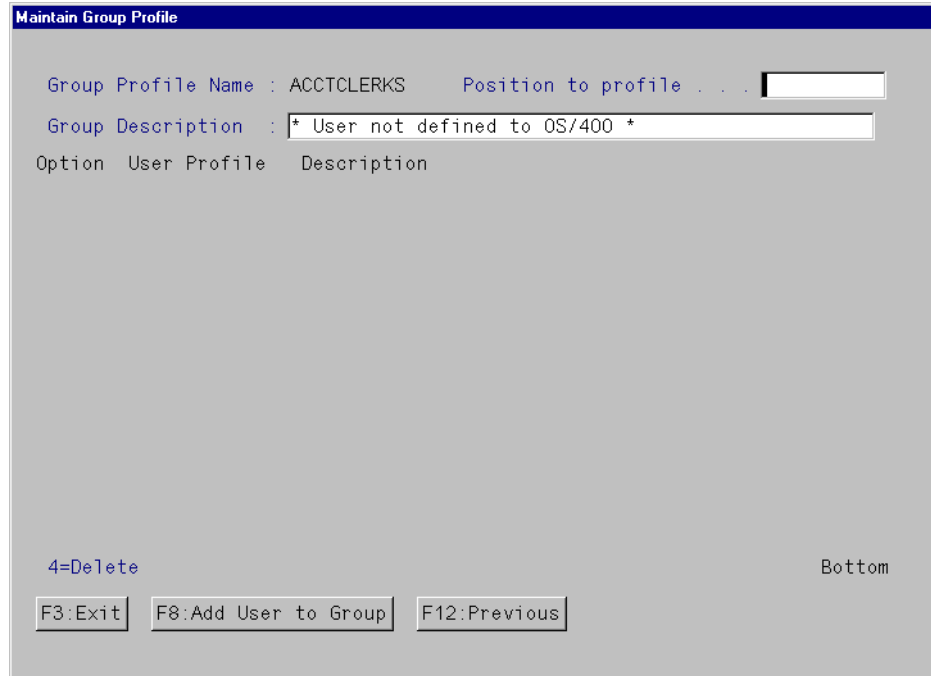 Maintain Group Profile
Group Profile Name : ACCTCLERKS Position to profile . . .
Group Description : * User not defined to OS/400 *
Option User Profile Description
4=Delete Bottom
F3:Exit F8:Add User to Group F12:Previous